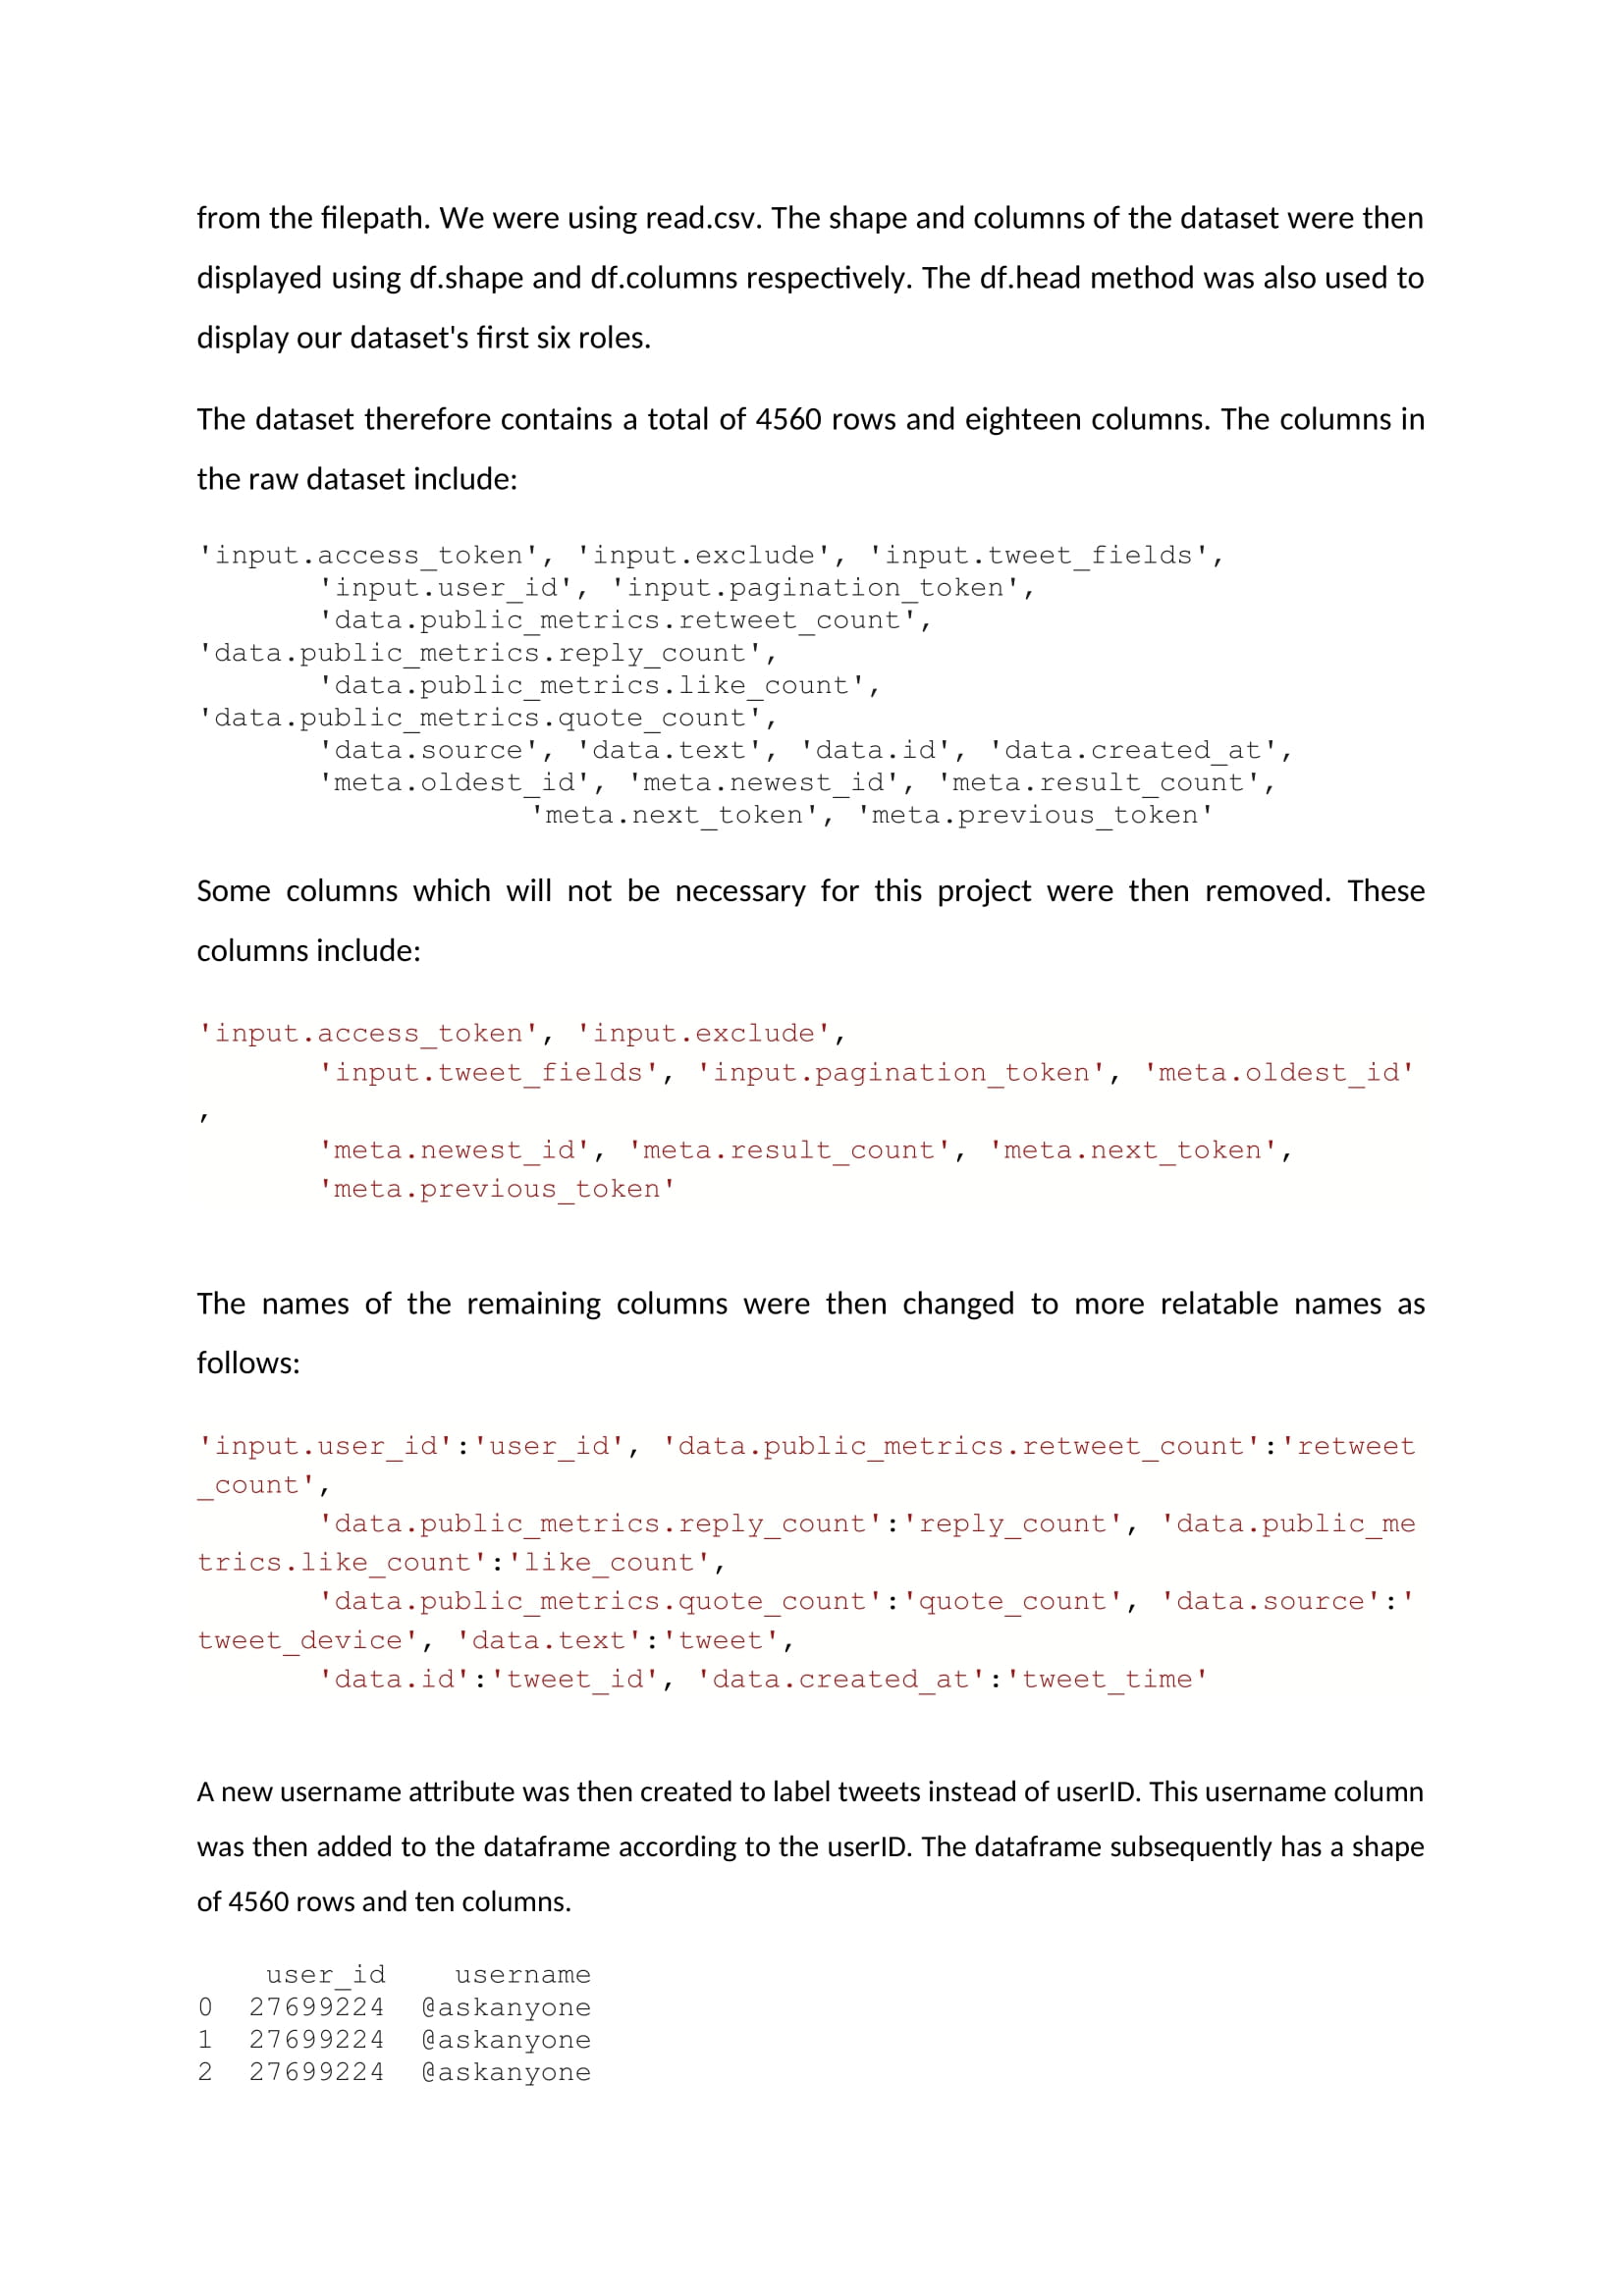 from the filepath. We were using read.csv. The shape and columns of the dataset were then
displayed using df.shape and df.columns respectively. The df.head method was also used to
display our dataset's first six roles.
The dataset therefore contains a total of 4560 rows and eighteen columns. The columns in
the raw dataset include:
'input.access_token', 'input.exclude', 'input.tweet_fields',
'input.user_id', 'input.pagination_token',
'data.public_metrics.retweet_count',
'data.public_metrics.reply_count',
'data.public_metrics.like_count',
'data.public_metrics.quote_count',
'data.source', 'data.text', 'data.id', 'data.created_at',
'meta.oldest_id', 'meta.newest_id', 'meta.result_count',
'meta.next_token', 'meta.previous_token'
Some columns which will not be necessary for this project were then removed. These
columns include:
'input.access_token', 'input.exclude',
'input.tweet_fields', 'input.pagination_token', 'meta.oldest_id'
,
'meta.newest_id', 'meta.result_count', 'meta.next_token',
'meta.previous_token'
The names of the remaining columns were then changed to more relatable names as
follows:
'input.user_id':'user_id', 'data.public_metrics.retweet_count':'retweet
_count',
'data.public_metrics.reply_count':'reply_count', 'data.public_me
trics.like_count':'like_count',
'data.public_metrics.quote_count':'quote_count', 'data.source':'
tweet_device', 'data.text':'tweet',
'data.id':'tweet_id', 'data.created_at':'tweet_time'
A new username attribute was then created to label tweets instead of userID. This username column
was then added to the dataframe according to the userID. The dataframe subsequently has a shape
of 4560 rows and ten columns.
user_id username
0 27699224 @askanyone
1 27699224 @askanyone
2 27699224 @askanyone